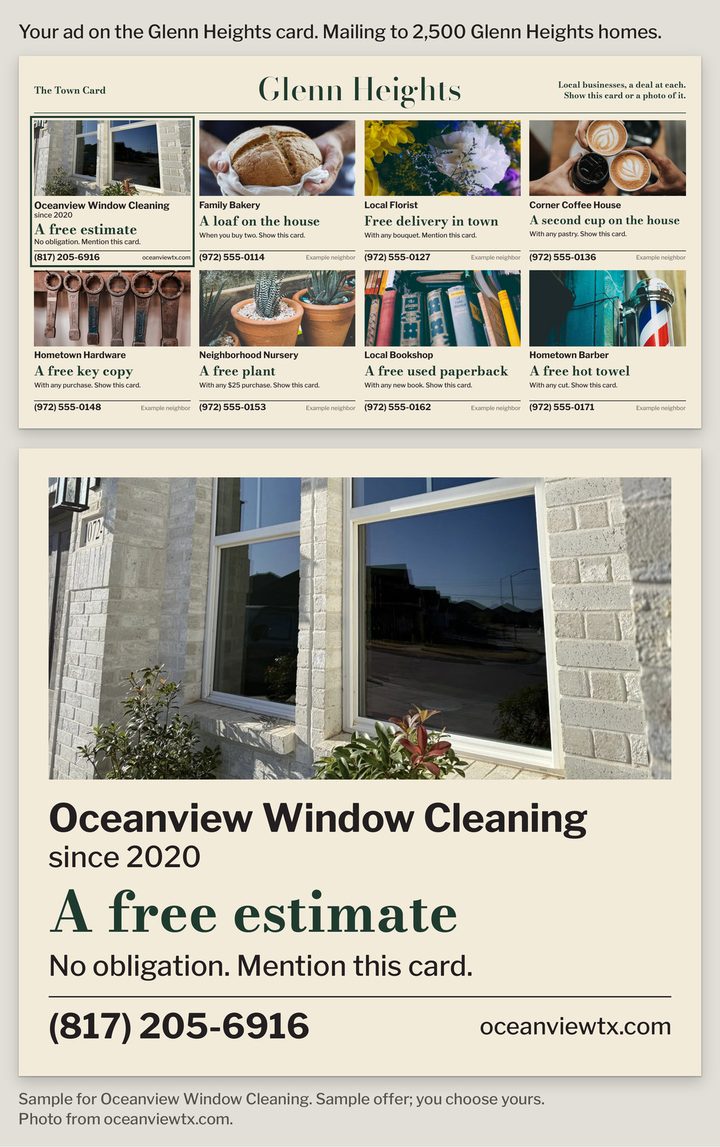 Your ad on the Glenn Heights card. Mailing to 2,500 Glenn Heights homes.
The Town Card
Glenn Heights
Local businesses, a deal at each.
Show this card or a photo of it.
Oceanview Window Cleaning
since 2020
A free estimate
No obligation. Mention this card.
(817) 205-6916
oceanviewtx.com
Family Bakery
A loaf on the house
When you buy two. Show this card.
(972) 555-0114
Example neighbor
Local Florist
Free delivery in town
With any bouquet. Mention this card.
(972) 555-0127
Example neighbor
Corner Coffee House
A second cup on the house
With any pastry. Show this card.
(972) 555-0136
Example neighbor
Hometown Hardware
A free key copy
With any purchase. Show this card.
(972) 555-0148
Example neighbor
Neighborhood Nursery
A free plant
With any $25 purchase. Show this card.
(972) 555-0153
Example neighbor
Local Bookshop
A free used paperback
With any new book. Show this card.
(972) 555-0162
Example neighbor
Hometown Barber
A free hot towel
With any cut. Show this card.
(972) 555-0171
Example neighbor
Oceanview Window Cleaning
since 2020
A free estimate
No obligation. Mention this card.
(817) 205-6916
oceanviewtx.com
Sample for Oceanview Window Cleaning. Sample offer; you choose yours.
Photo from oceanviewtx.com.